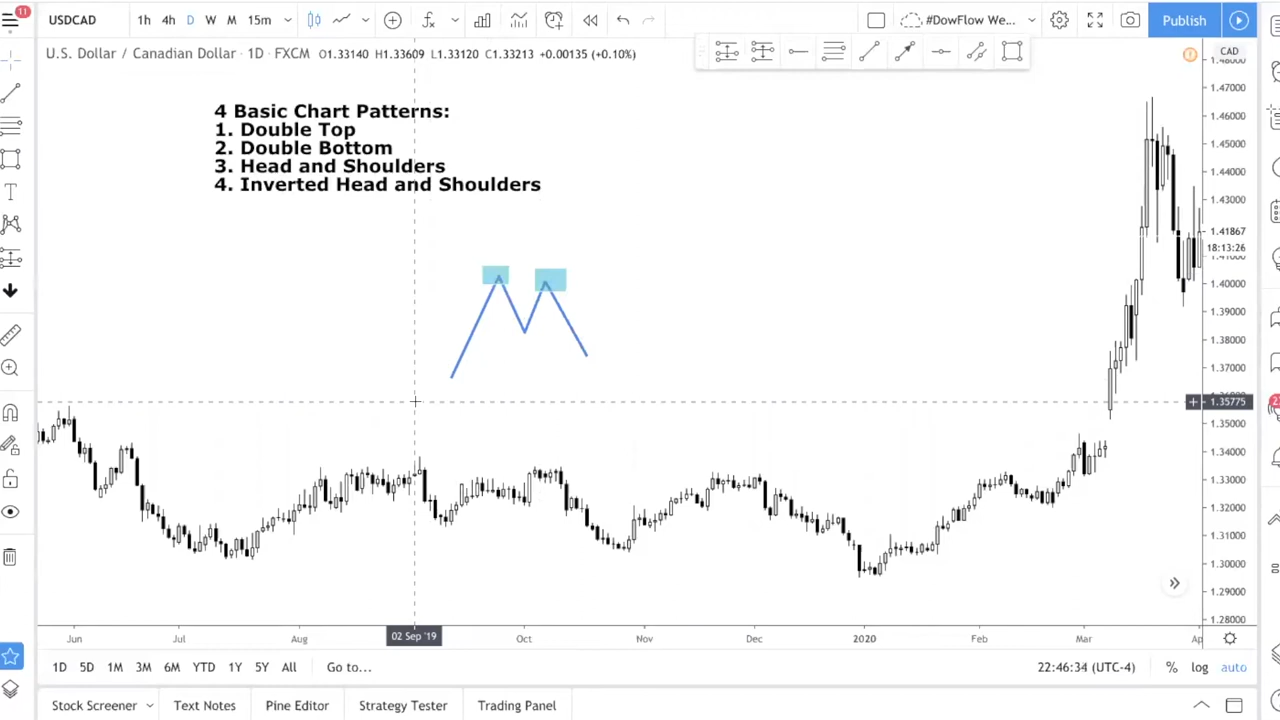 11
USDCAD
1h 4h D W M 15m
#DowFlow We...
Publish
U.S. Dollar / Canadian Dollar · 1D · FXCM O1.33140 H1.33609 L1.33120 C1.33213 +0.00135 (+0.10%)
CAD
4 Basic Chart Patterns:
1. Double Top
2. Double Bottom
3. Head and Shoulders
4. Inverted Head and Shoulders
1.47000
1.46000
1.45000
1.44000
1.43000
1.41867
18:13:26
1.40000
1.39000
1.38000
1.37000
1.35775
1.35000
1.34000
1.33000
1.32000
1.31000
1.30000
1.29000
1.28000
Jun Jul Aug 02 Sep '19 Oct Nov Dec 2020 Feb Mar Ap
1D 5D 1M 3M 6M YTD 1Y 5Y All Go to...
22:46:34 (UTC-4) % log auto
Stock Screener Text Notes Pine Editor Strategy Tester Trading Panel